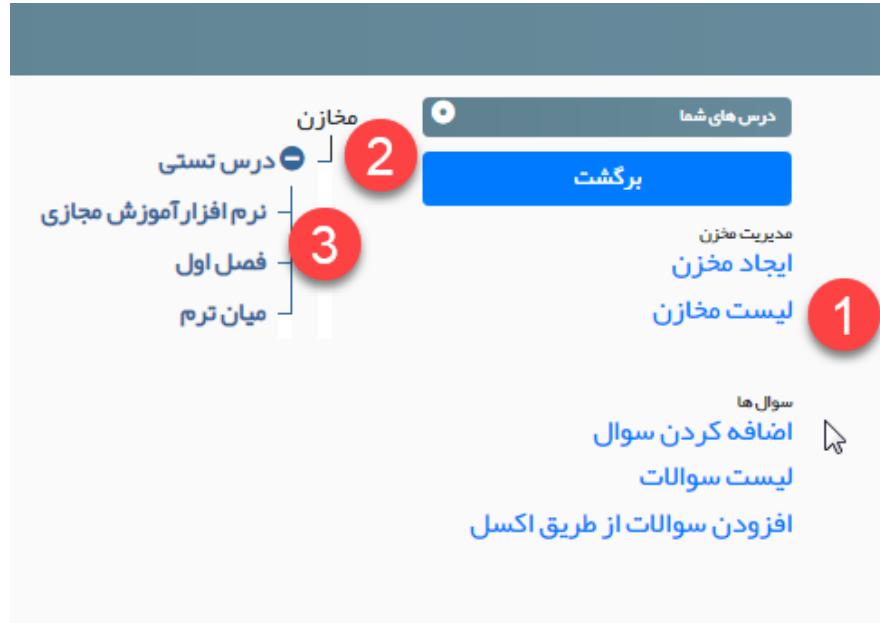 درس های شما
برگشت
مدیریت مخزن
ایجاد مخزن
لیست مخازن
1
سوال ها
اضافه کردن سوال
لیست سوالات
افزودن سوالات از طریق اکسل
مخازن
2
درس تستی
نرم افزار آموزش مجازی
3
فصل اول
میان ترم